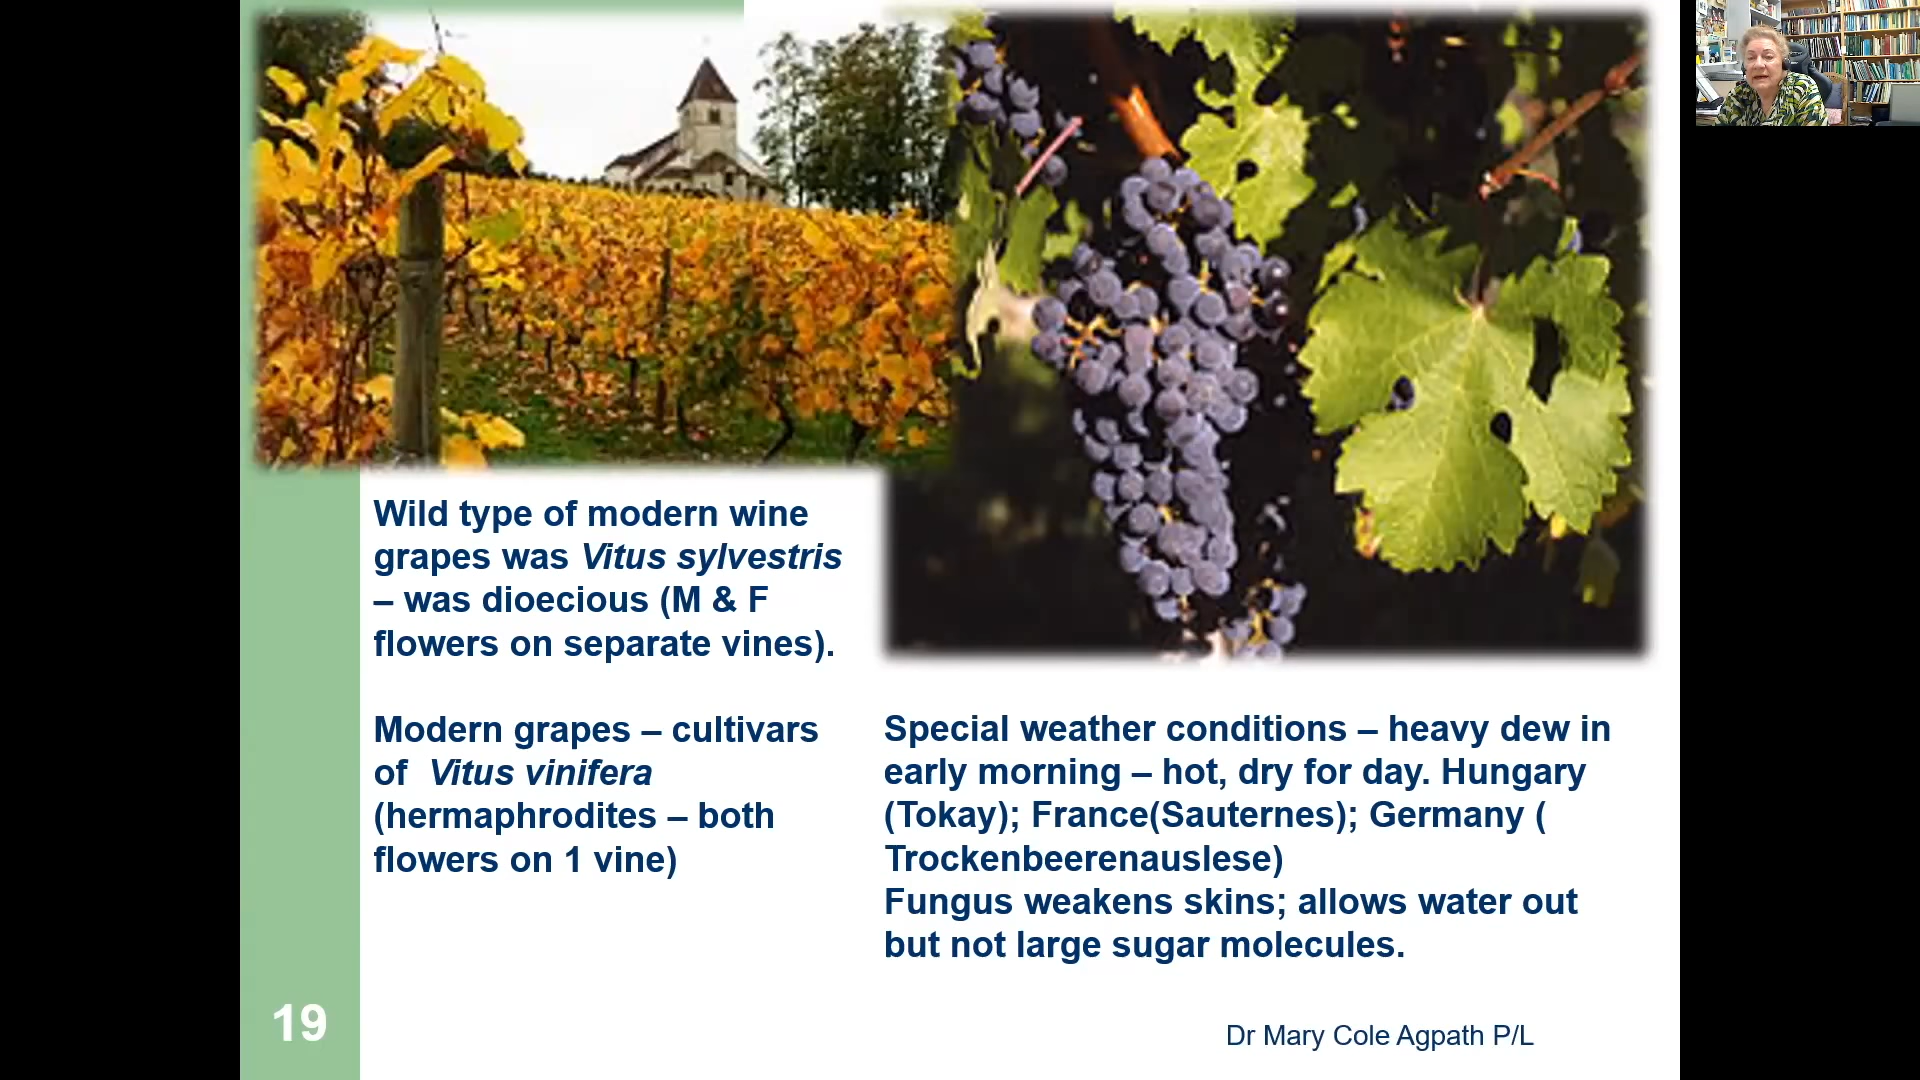 Wild type of modern wine
grapes was Vitus sylvestris
– was dioecious (M & F
flowers on separate vines).
Modern grapes – cultivars
of Vitus vinifera
(hermaphrodites – both
flowers on 1 vine)
Special weather conditions – heavy dew in
early morning – hot, dry for day. Hungary
(Tokay); France(Sauternes); Germany (
Trockenbeerenauslese)
Fungus weakens skins; allows water out
but not large sugar molecules.
19
Dr Mary Cole Agpath P/L